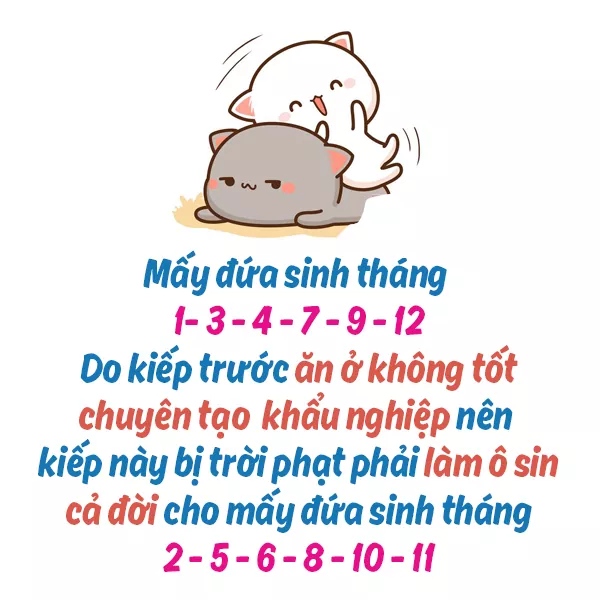 Mấy đứa sinh tháng
1- 3 - 4 - 7 - 9 - 12
Do kiếp trước ăn ở không tốt
chuyên tạo khẩu nghiệp nên
kiếp này bị trời phạt phải làm ô sin
cả đời cho mấy đứa sinh tháng
2 - 5 - 6 - 8 - 10 - 11